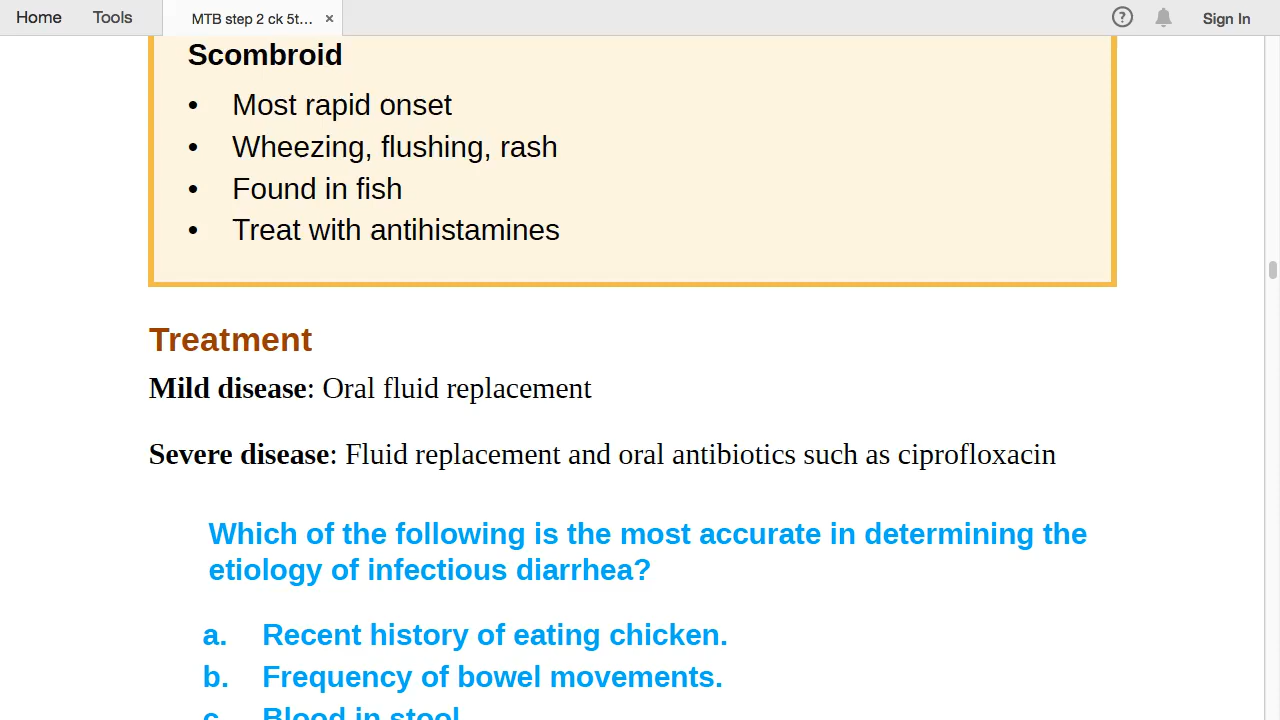 Home Tools MTB step 2 ck 5t... × ? Sign In
Scombroid
• Most rapid onset
• Wheezing, flushing, rash
• Found in fish
• Treat with antihistamines
Treatment
Mild disease: Oral fluid replacement
Severe disease: Fluid replacement and oral antibiotics such as ciprofloxacin
Which of the following is the most accurate in determining the
etiology of infectious diarrhea?
a. Recent history of eating chicken.
b. Frequency of bowel movements.
c. Blood in stool